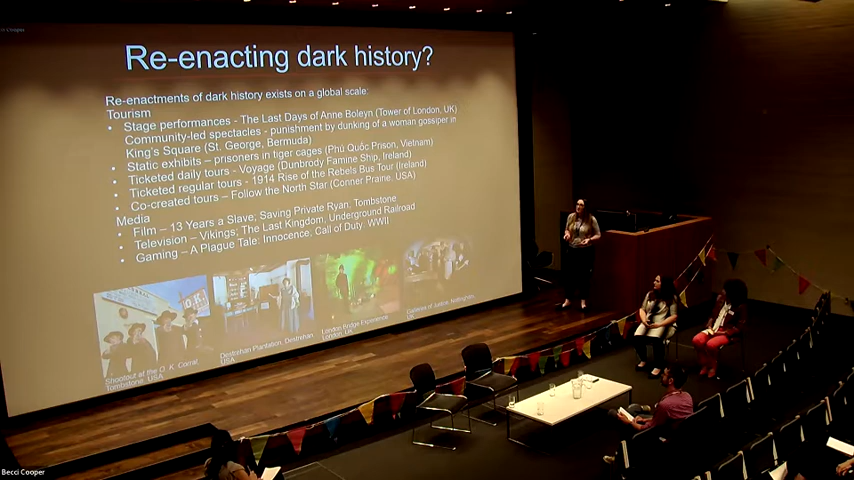 Re-enacting dark history?
Re-enactments of dark history exists on a global scale:
Tourism
• Stage performances - The Last Days of Anne Boleyn (Tower of London, UK)
Community-led spectacles - punishment by dunking of a woman gossiper in
King's Square (St. George, Bermuda)
• Static exhibits – prisoners in tiger cages (Phú Quốc Prison, Vietnam)
• Ticketed daily tours - Voyage (Dunbrody Famine Ship, Ireland)
• Ticketed regular tours - 1914 Rise of the Rebels Bus Tour (Ireland)
• Co-created tours – Follow the North Star (Conner Prairie, USA)
Media
• Film – 13 Years a Slave; Saving Private Ryan, Tombstone
• Television – Vikings; The Last Kingdom, Underground Railroad
• Gaming – A Plague Tale: Innocence, Call of Duty: WWII
O.K.
Shootout at the O. K. Corral,
Tombstone, USA
Destrehan Plantation, Destrehan,
USA
London Bridge Experience,
London, UK
Galleries of Justice, Nottingham,
UK
Becci Cooper